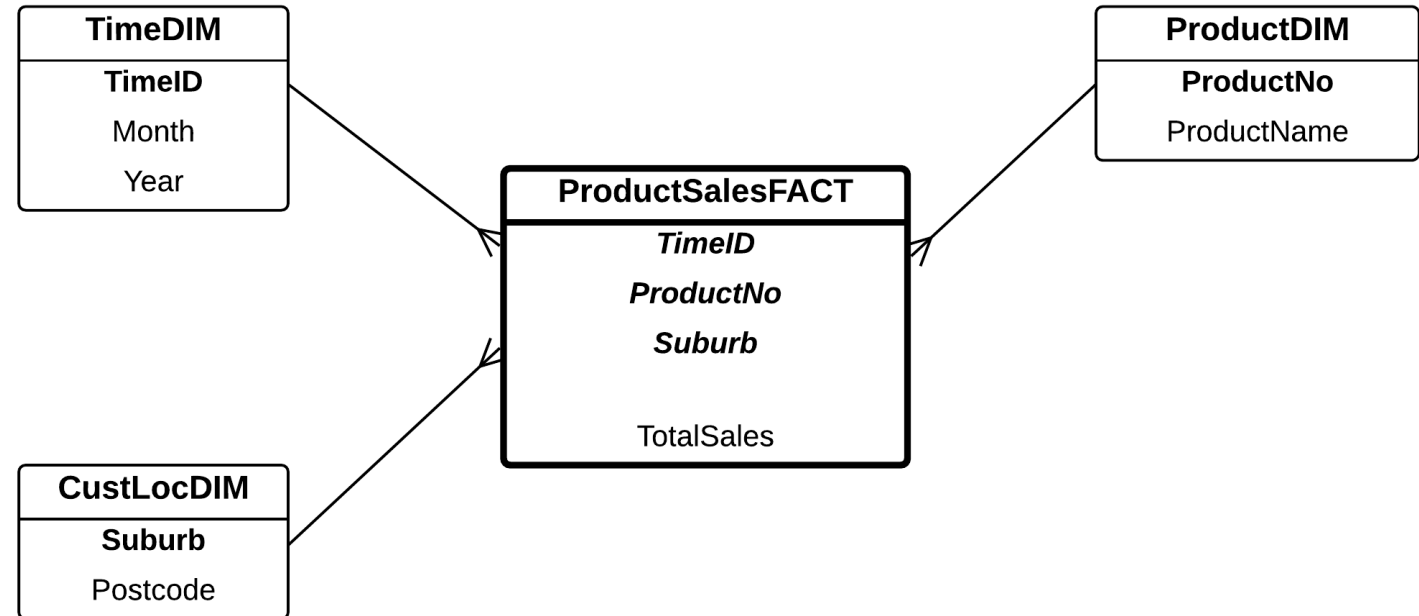 TimeDIM
TimeID
Month
Year
ProductDIM
ProductNo
ProductName
ProductSalesFACT
TimeID
ProductNo
Suburb
TotalSales
CustLocDIM
Suburb
Postcode